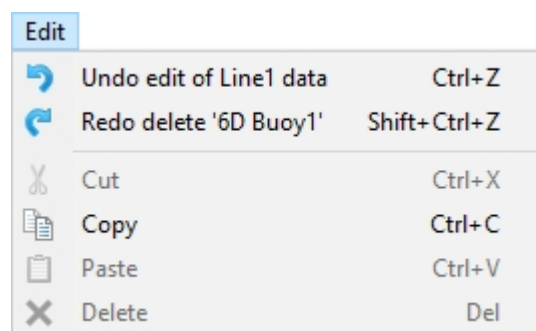 Edit
Undo edit of Line1 data Ctrl+Z
Redo delete '6D Buoy1' Shift+Ctrl+Z
Cut Ctrl+X
Copy Ctrl+C
Paste Ctrl+V
Delete Del